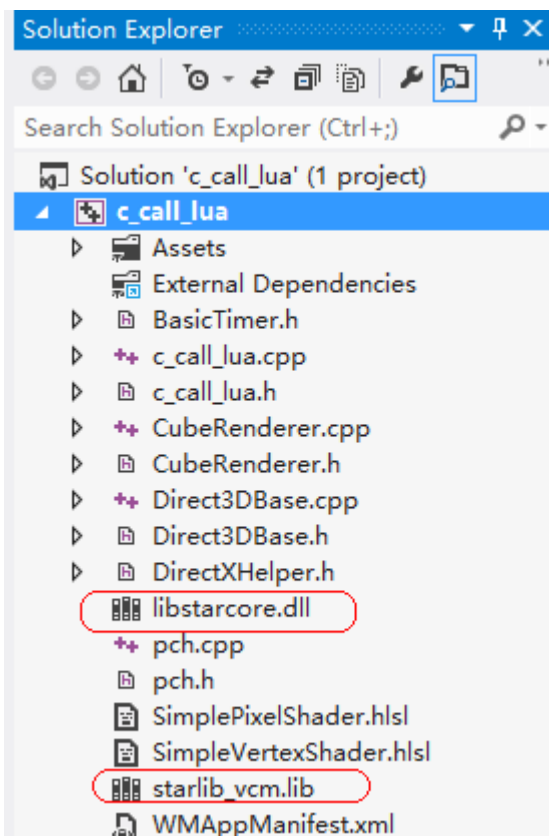 Solution Explorer
Search Solution Explorer (Ctrl+;)
Solution 'c_call_lua' (1 project)
c_call_lua
Assets
External Dependencies
BasicTimer.h
c_call_lua.cpp
c_call_lua.h
CubeRenderer.cpp
CubeRenderer.h
Direct3DBase.cpp
Direct3DBase.h
DirectXHelper.h
libstarcore.dll
pch.cpp
pch.h
SimplePixelShader.hlsl
SimpleVertexShader.hlsl
starlib_vcm.lib
WMAppManifest.xml